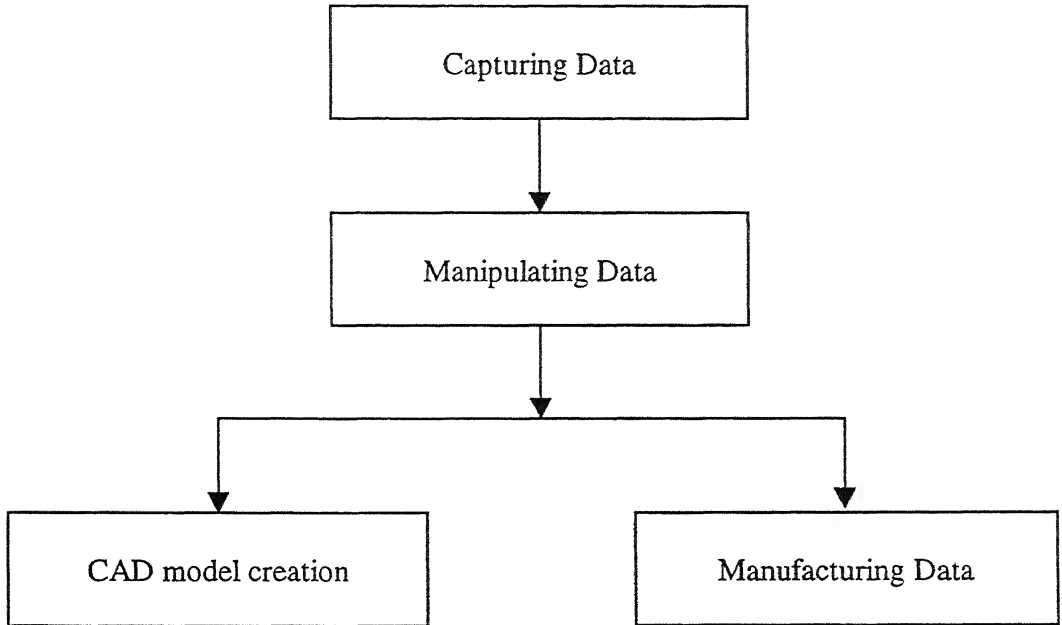 Capturing Data
Manipulating Data
CAD model creation
Manufacturing Data